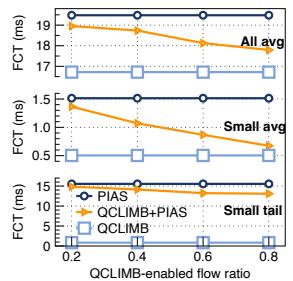 FCT (ms)
19
18
17
All avg
FCT (ms)
1.5
1.0
0.5
Small avg
FCT (ms)
15
10
5
0
PIAS
QCLIMB+PIAS
QCLIMB
Small tail
0.2 0.4 0.6 0.8
QCLIMB-enabled flow ratio